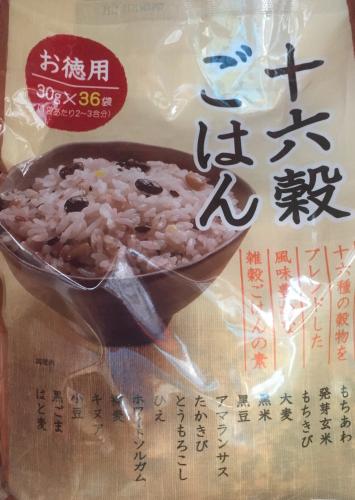 お徳用
30g×36袋
十六穀
ごはん
十六種の穀物を
ブレンドした
風味豊かな
雑穀ごはんの素
もちあわ
発芽玄米
もちきび
大麦
黒米
黒豆
アマランサス
たかきび
とうもろこし
ひえ
ホワイトソルガム
小豆
キヌア
黒ごま
はと麦